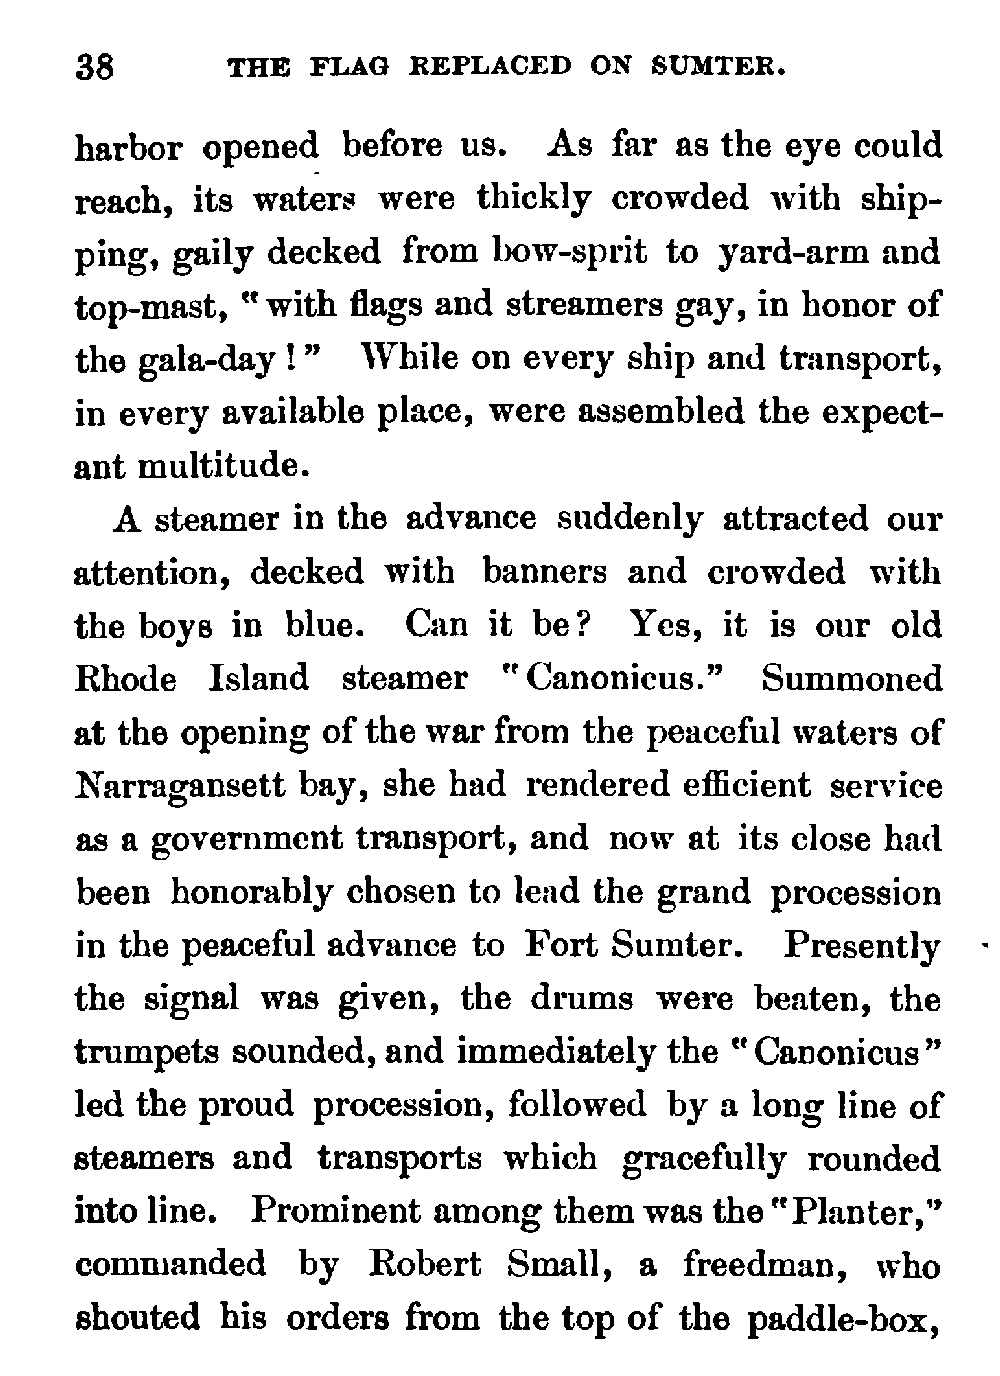 38 THE FLAG REPLACED ON SUMTER.
harbor opened before us. As far as the eye could
reach, its waters were thickly crowded with ship-
ping, gaily decked from bow-sprit to yard-arm and
top-mast, "with flags and streamers gay, in honor of
the gala-day!" While on every ship and transport,
in every available place, were assembled the expect-
ant multitude.
A steamer in the advance suddenly attracted our
attention, decked with banners and crowded with
the boys in blue. Can it be? Yes, it is our old
Rhode Island steamer "Canonicus." Summoned
at the opening of the war from the peaceful waters of
Narragansett bay, she had rendered efficient service
as a government transport, and now at its close had
been honorably chosen to lead the grand procession
in the peaceful advance to Fort Sumter. Presently
the signal was given, the drums were beaten, the
trumpets sounded, and immediately the "Canonicus"
led the proud procession, followed by a long line of
steamers and transports which gracefully rounded
into line. Prominent among them was the "Planter,"
commanded by Robert Small, a freedman, who
shouted his orders from the top of the paddle-box,